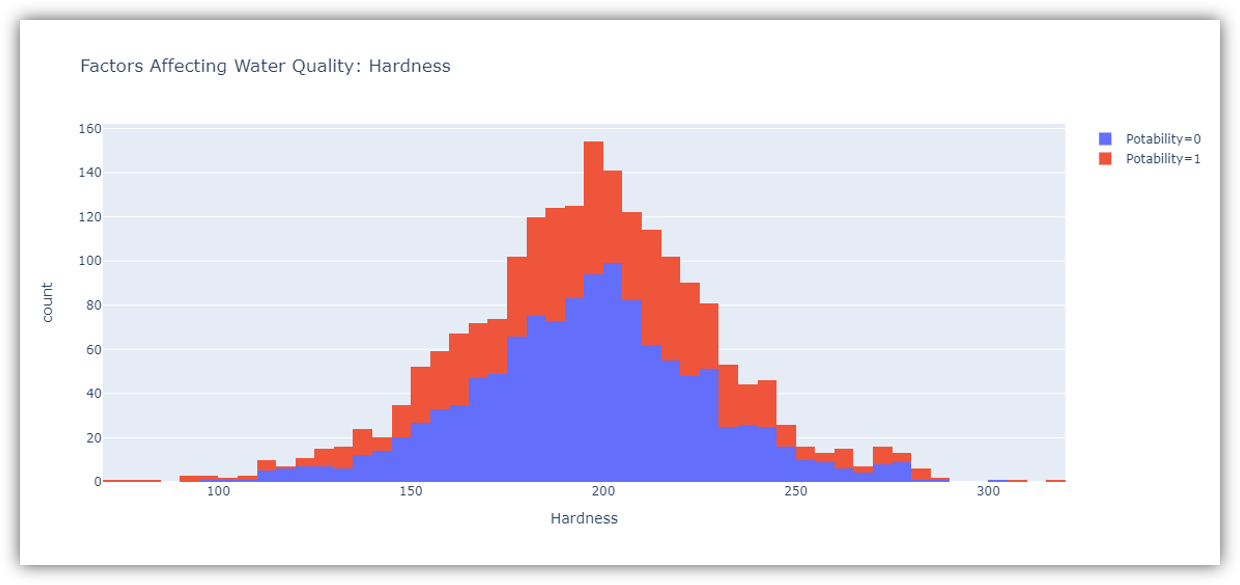 Factors Affecting Water Quality: Hardness
Potability=0
Potability=1
160
140
120
100
80
60
40
20
0
count
100 150 200 250 300
Hardness